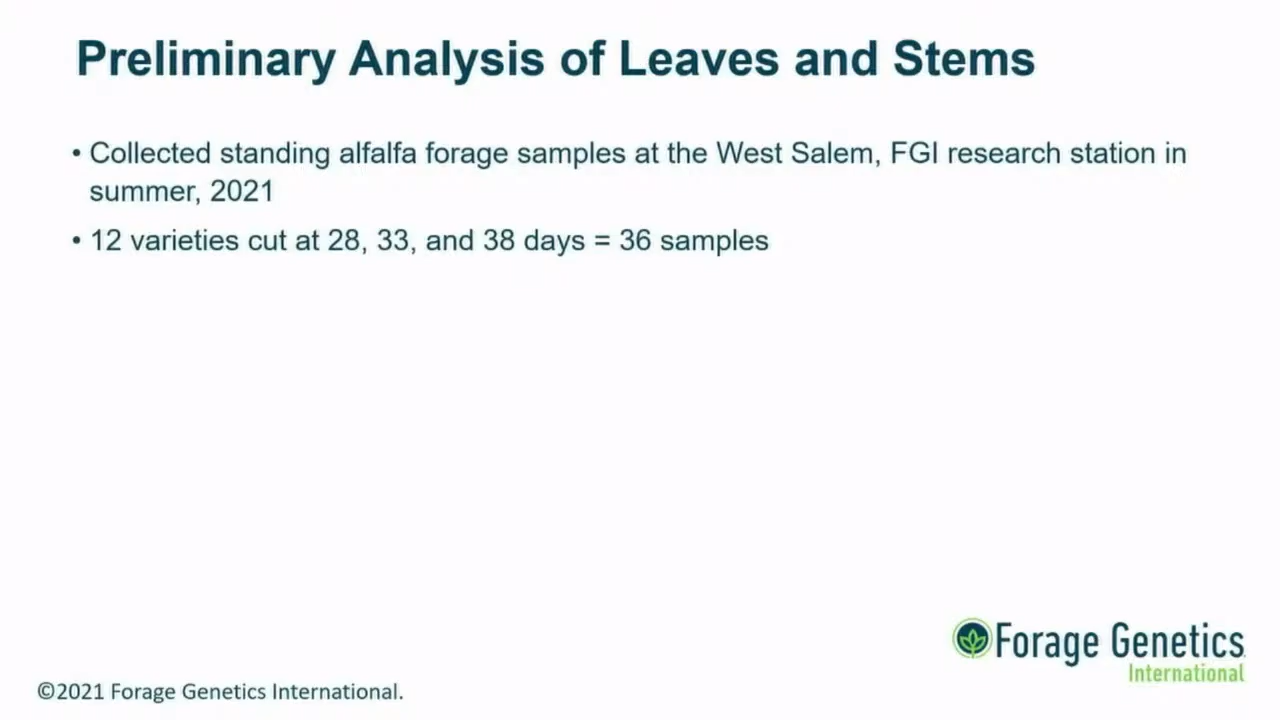 Preliminary Analysis of Leaves and Stems
• Collected standing alfalfa forage samples at the West Salem, FGI research station in
summer, 2021
• 12 varieties cut at 28, 33, and 38 days = 36 samples
Forage Genetics
International
©2021 Forage Genetics International.